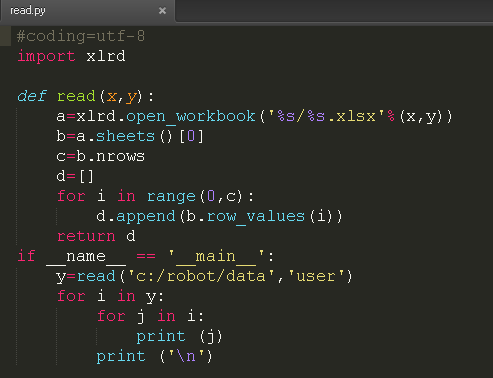 read.py ×
#coding=utf-8
import xlrd

def read(x,y):
    a=xlrd.open_workbook('%s/%s.xlsx'%(x,y))
    b=a.sheets()[0]
    c=b.nrows
    d=[]
    for i in range(0,c):
        d.append(b.row_values(i))
    return d
if __name__ == '__main__':
    y=read('c:/robot/data','user')
    for i in y:
        for j in i:
            print (j)
        print ('\n')